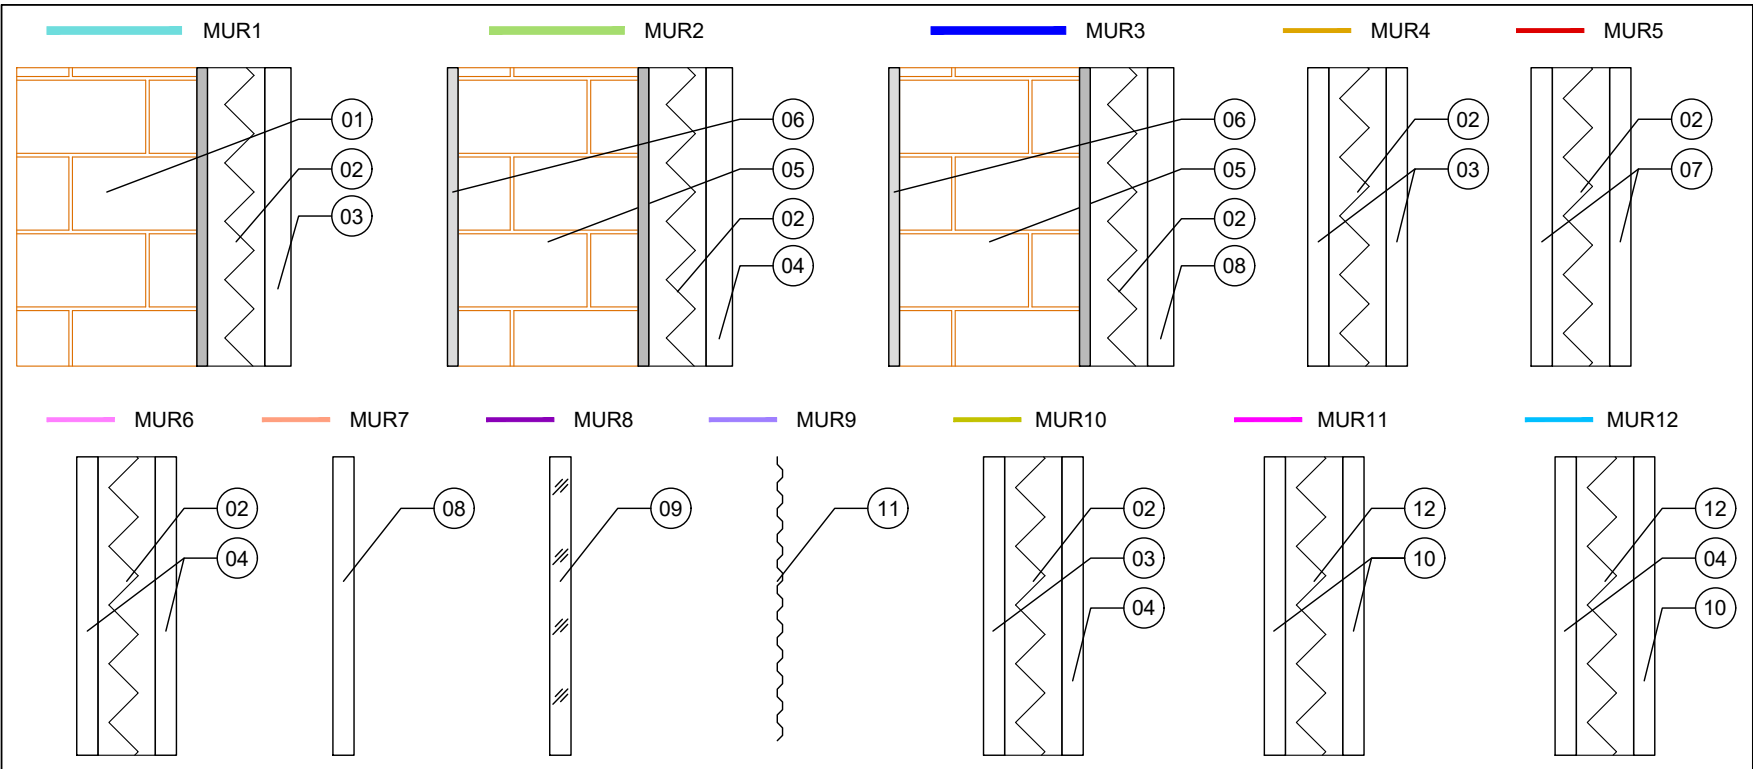 MUR1 MUR2 MUR3 MUR4 MUR5
01 06 06 02 02
02 05 05 03 07
03 02 02
04 08
MUR6 MUR7 MUR8 MUR9 MUR10 MUR11 MUR12
02 08 09 11 02 12 12
04 03 10 04
04 10